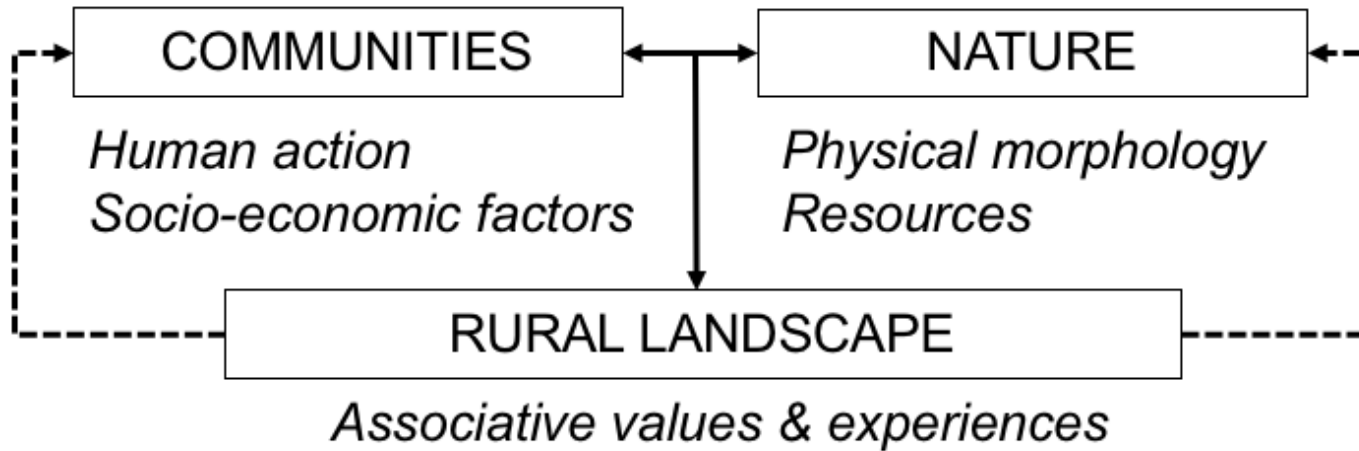 COMMUNITIES
NATURE
Human action
Socio-economic factors
Physical morphology
Resources
RURAL LANDSCAPE
Associative values & experiences